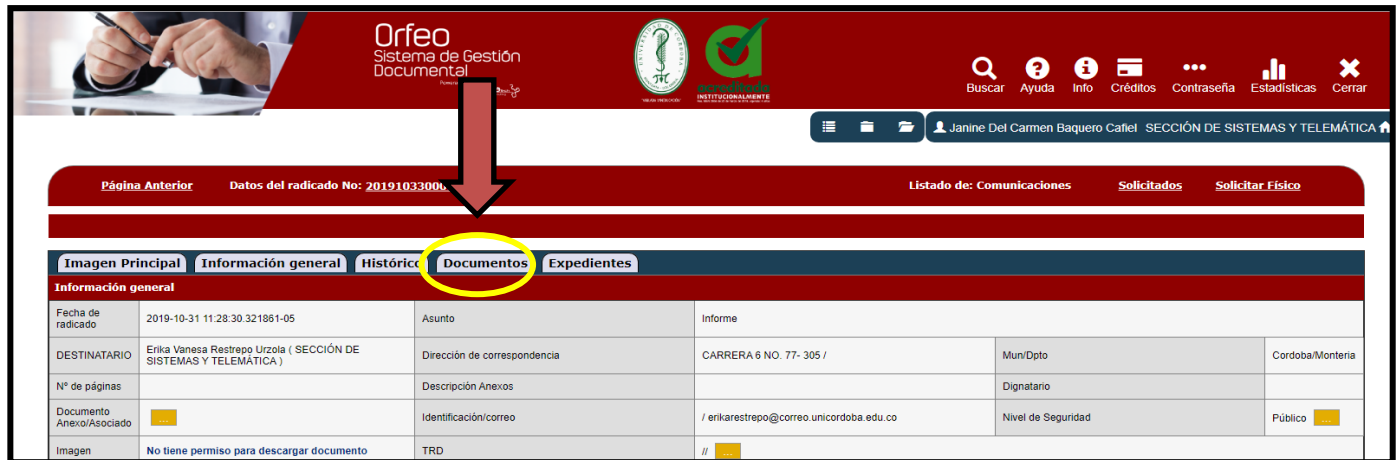 Orfeo
Sistema de Gestión
Documental
acreditada
INSTITUCIONALMENTE
Buscar Ayuda Info Créditos Contraseña Estadísticas Cerrar
Janine Del Carmen Baquero Cafiel SECCIÓN DE SISTEMAS Y TELEMÁTICA
Página Anterior Datos del radicado No: Listado de: Comunicaciones Solicitados Solicitar Físico
Imagen Principal Información general Histórico Documentos Expedientes
Información general
Fecha de radicado 2019-10-31 11:28:30.321861-05 Asunto Informe
DESTINATARIO Erika Vanesa Restrepo Urzola ( SECCIÓN DE SISTEMAS Y TELEMÁTICA ) Dirección de correspondencia CARRERA 6 NO. 77- 305 / Mun/Dpto Cordoba/Monteria
Nº de páginas Descripción Anexos Dignatario
Documento Anexo/Asociado ... Identificación/correo / erikarestrepo@correo.unicordoba.edu.co Nivel de Seguridad Público ...
Imagen No tiene permiso para descargar documento TRD // ...